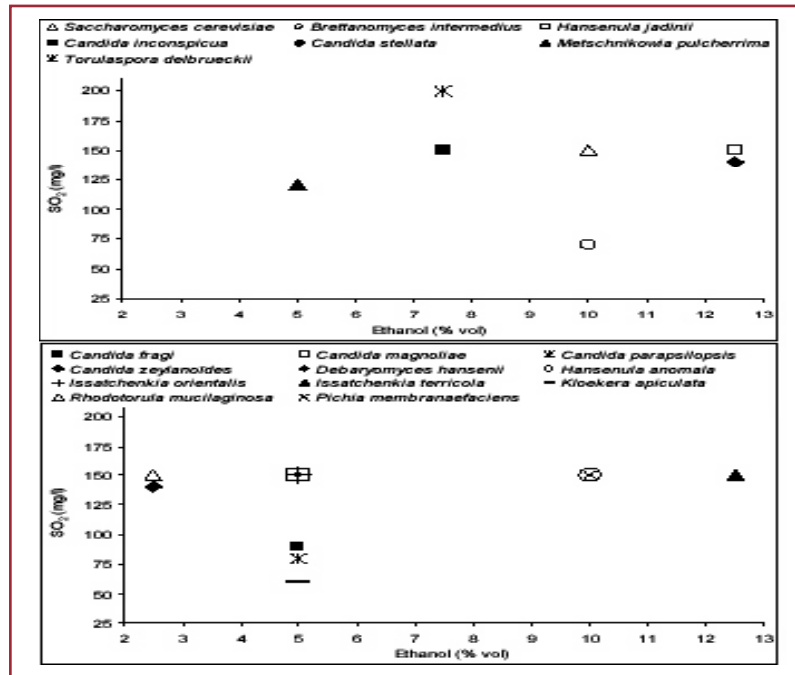 Saccharomyces cerevisiae Brettanomyces intermedius Hansenula jadinii
Candida inconspicua Candida stellata Metschnikowia pulcherrima
Torulaspora delbrueckii
200
175
150
125
100
75
50
25
SO2 (mg/l)
2 3 4 5 6 7 8 9 10 11 12 13
Ethanol (% vol)
Candida fragi Candida magnoliae Candida parapsilopsis
Candida zeylanoïdes Debaryomyces hansenii Hansenula anomala
Issatchenkia orientalis Issatchenkia terricola Kloekera apiculata
Rhodotorula mucilaginosa Pichia membranaefaciens
200
175
150
125
100
75
50
25
SO2 (mg/l)
2 3 4 5 6 7 8 9 10 11 12 13
Ethanol (% vol)